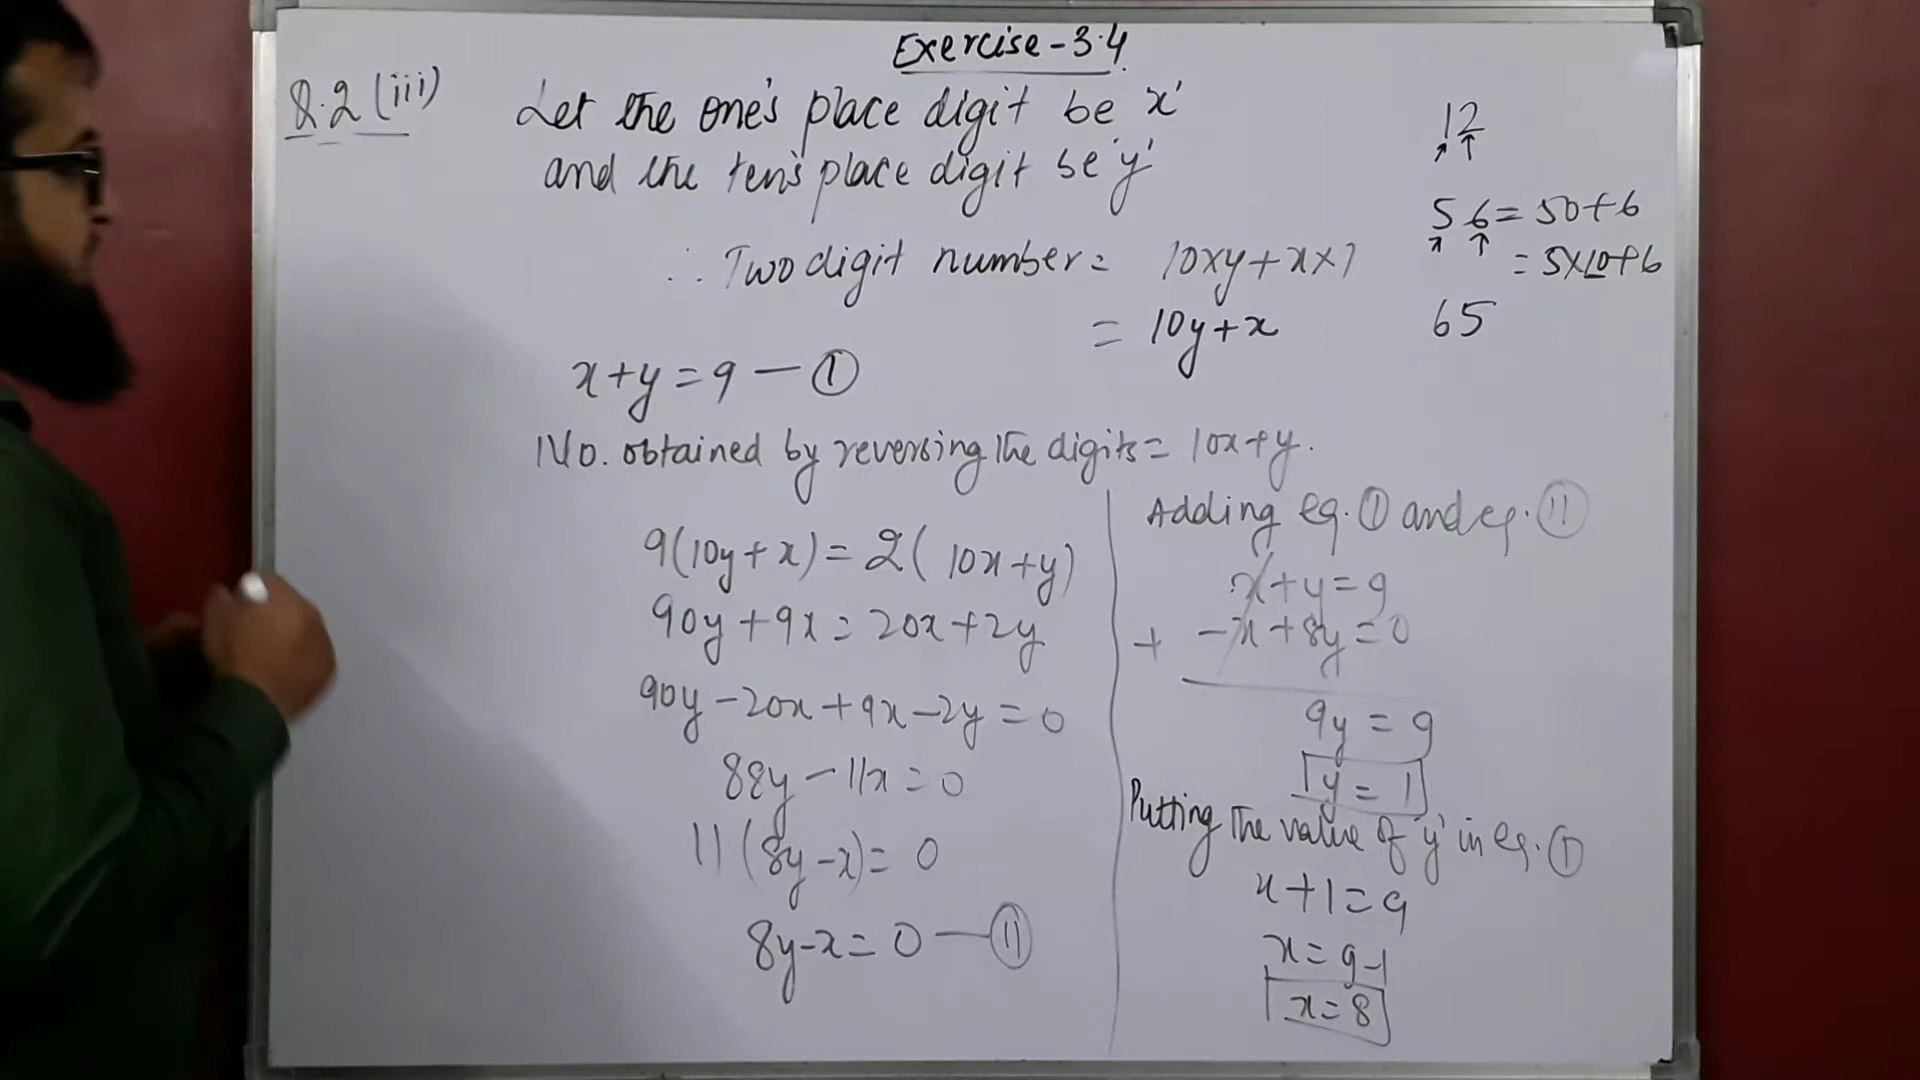 Exercise-3.4
Q.2(iii)
Let the one's place digit be 'x'
and the ten's place digit be 'y'
∴ Two digit number = 10xy+x×1
= 10y+x
12
56=50+6
=5×10+6
65
x+y=9—①
No. obtained by reversing the digits= 10x+y.
9(10y+x)=2(10x+y)
90y+9x=20x+2y
90y-20x+9x-2y=0
88y-11x=0
11(8y-x)=0
8y-x=0—⑪
Adding eq.① and eq.⑪
x+y=9
+ -x+8y=0
9y=9
y=1
Putting the value of 'y' in eq.①
x+1=9
x=9-1
x=8